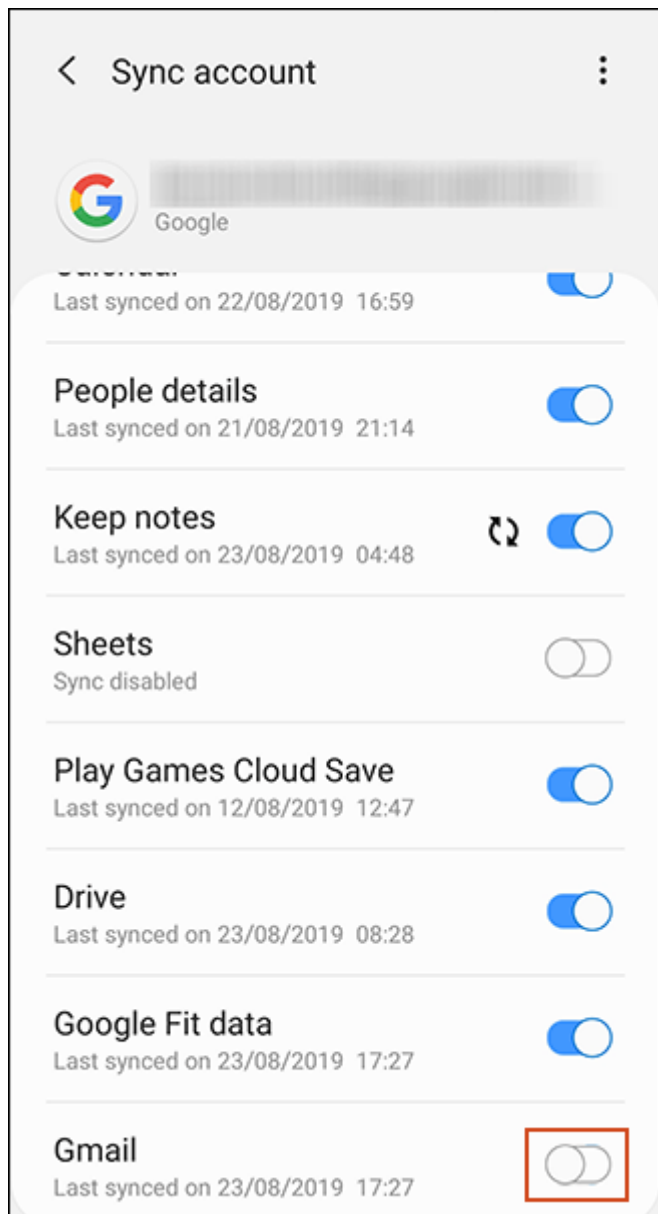 Sync account
Google
Last synced on 22/08/2019 16:59
People details
Last synced on 21/08/2019 21:14
Keep notes
Last synced on 23/08/2019 04:48
Sheets
Sync disabled
Play Games Cloud Save
Last synced on 12/08/2019 12:47
Drive
Last synced on 23/08/2019 08:28
Google Fit data
Last synced on 23/08/2019 17:27
Gmail
Last synced on 23/08/2019 17:27